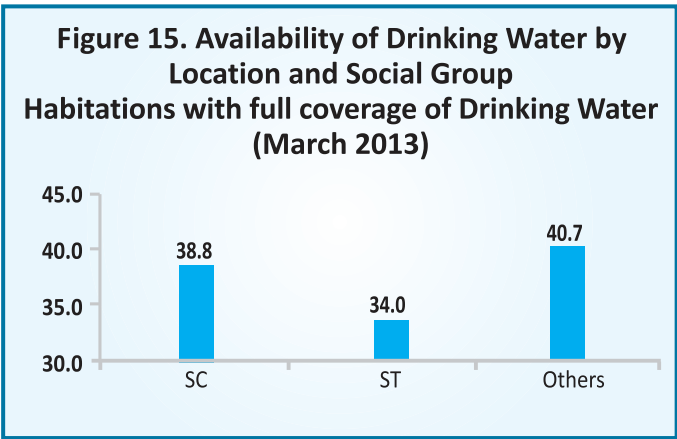 Figure 15. Availability of Drinking Water by
Location and Social Group
Habitations with full coverage of Drinking Water
(March 2013)
45.0
40.0
35.0
30.0
38.8
34.0
40.7
SC
ST
Others